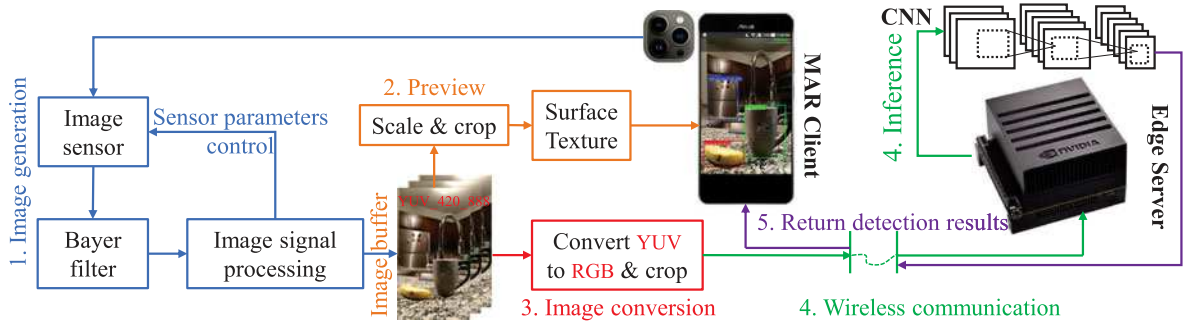 CNN
4. Inference
MAR Client
Edge Server
NVIDIA
ASUS
1. Image generation
Image
sensor
Sensor parameters
control
2. Preview
Scale & crop
Surface
Texture
YUV_420_888
Image buffer
Bayer
filter
Image signal
processing
Convert YUV
to RGB & crop
3. Image conversion
5. Return detection results
4. Wireless communication